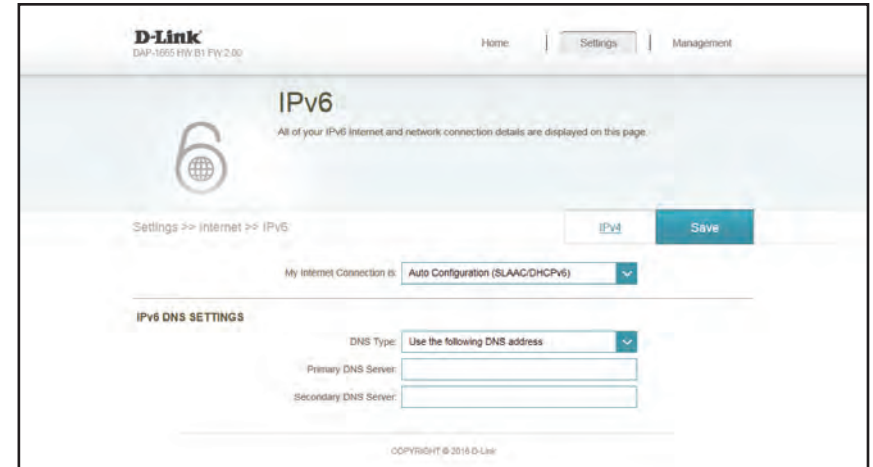 D-Link
DAP-1665 HW B1 FW 2.00
Home | Settings | Management
IPv6
All of your IPv6 Internet and network connection details are displayed on this page.
Settings >> Internet >> IPv6
IPv4
Save
My Internet Connection is: Auto Configuration (SLAAC/DHCPv6)
IPv6 DNS SETTINGS
DNS Type: Use the following DNS address
Primary DNS Server:
Secondary DNS Server:
COPYRIGHT © 2016 D-Link